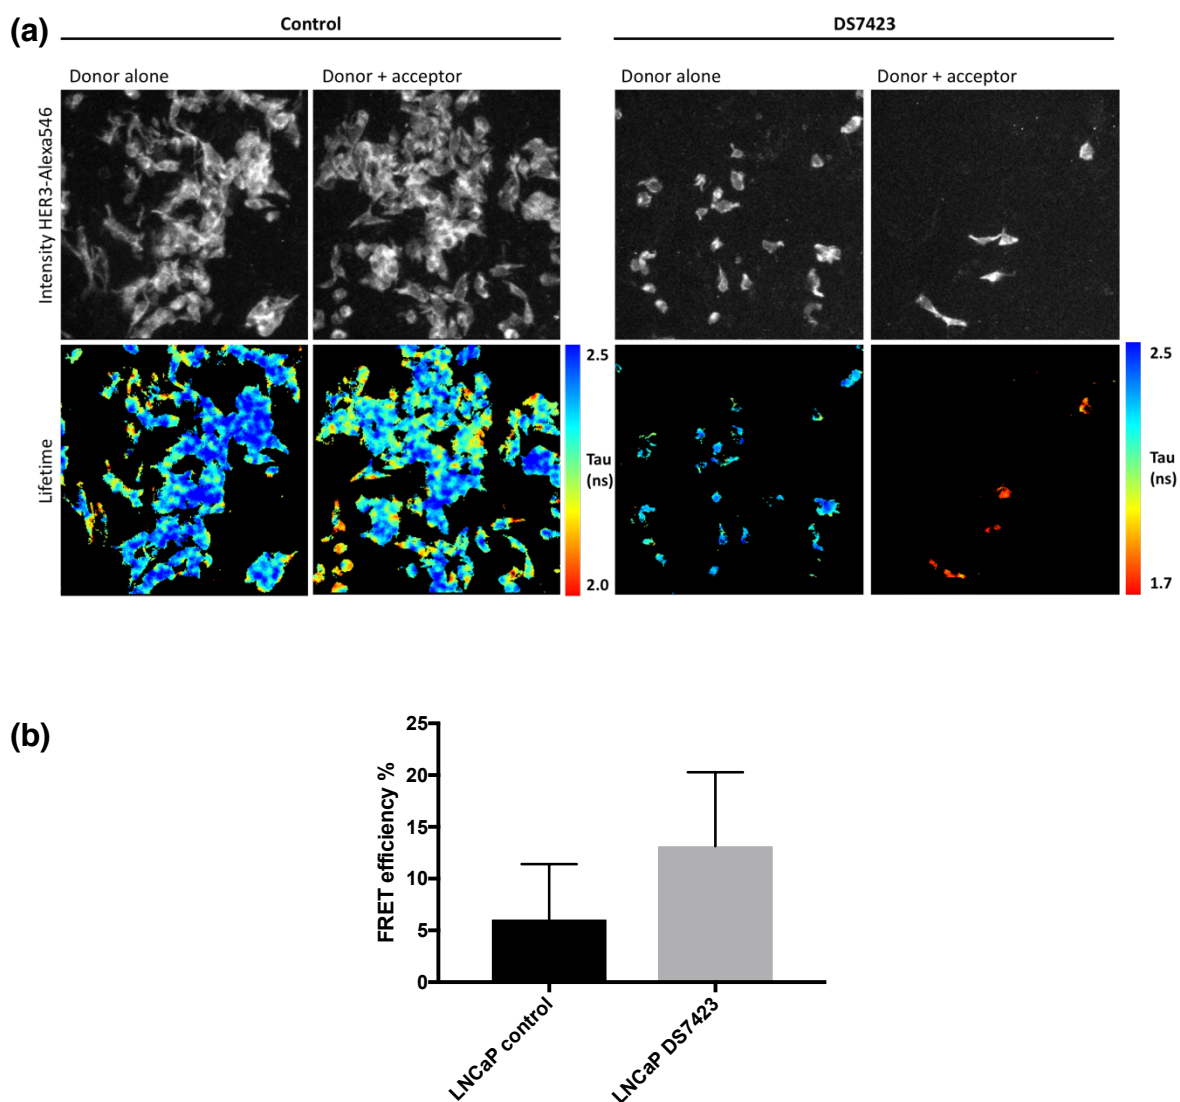 (a)
Control
DS7423
Donor alone
Donor + acceptor
Donor alone
Donor + acceptor
Intensity HER3-Alexa546
Lifetime
2.5
Tau
(ns)
2.0
2.5
Tau
(ns)
1.7
(b)
FRET efficiency %
25
20
15
10
5
0
LNCaP control
LNCaP DS7423